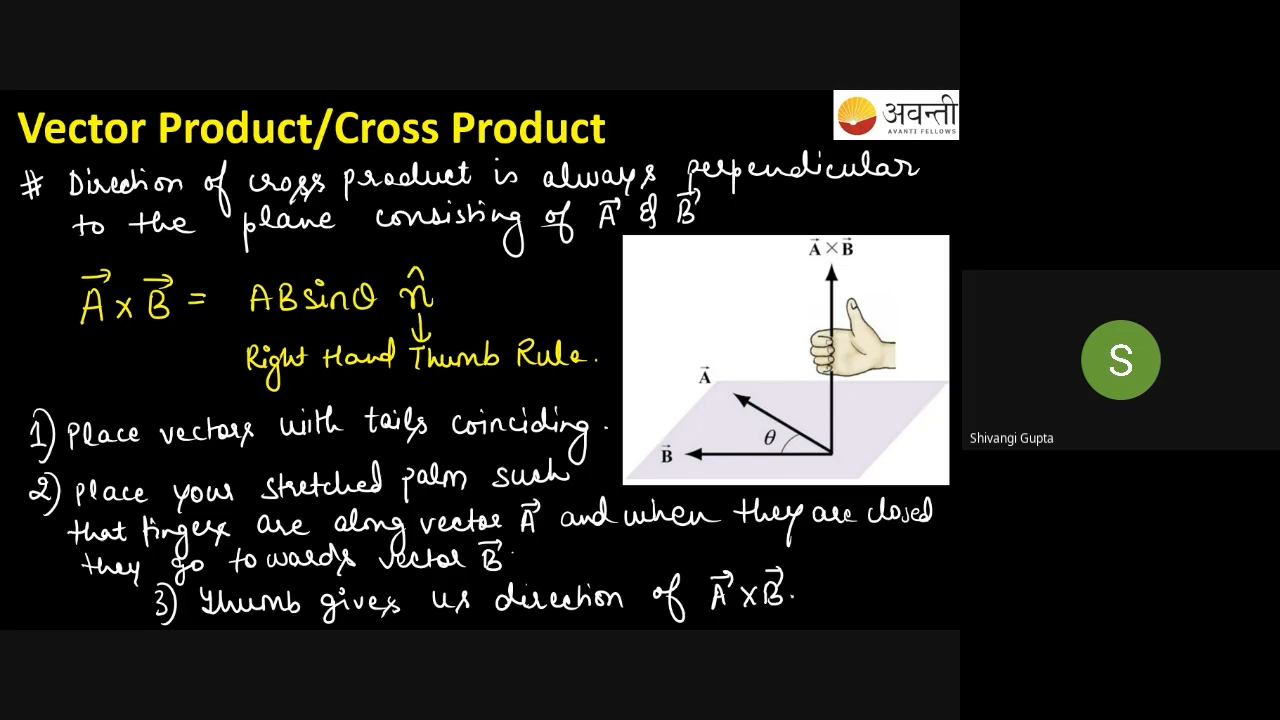 Vector Product/Cross Product
अवन्ती
AVANTI FELLOWS
# Direction of cross product is always perpendicular
to the plane consisting of A⃗ & B⃗
A⃗ × B⃗ = ABsinθ n̂
↓
Right Hand Thumb Rule.
1) Place vectors with tails coinciding.
2) Place your stretched palm such
that fingers are along vector A⃗ and when they are closed
they go towards vector B⃗.
3) Thumb gives us direction of A⃗ × B⃗.
A⃗ × B⃗
A⃗
θ
B⃗
S
Shivangi Gupta